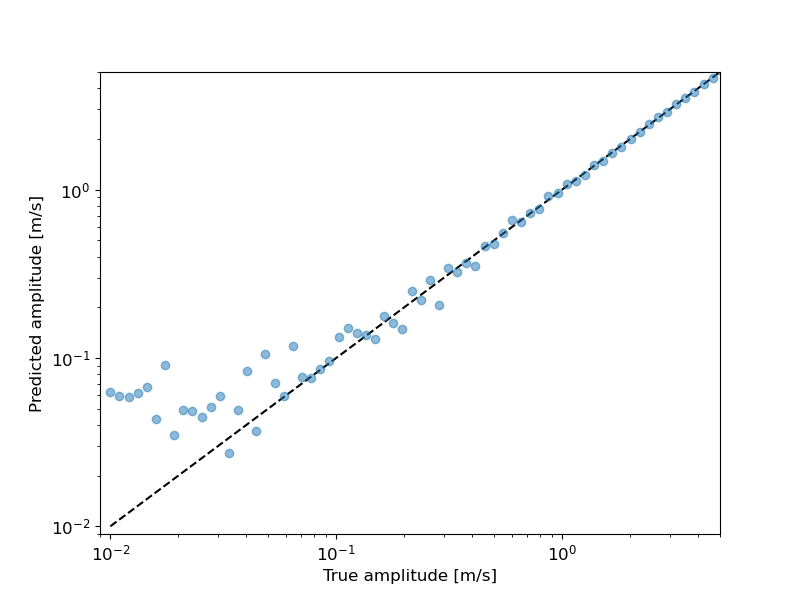 Predicted amplitude [m/s]
10⁰
10⁻¹
10⁻²
10⁻² 10⁻¹ 10⁰
True amplitude [m/s]